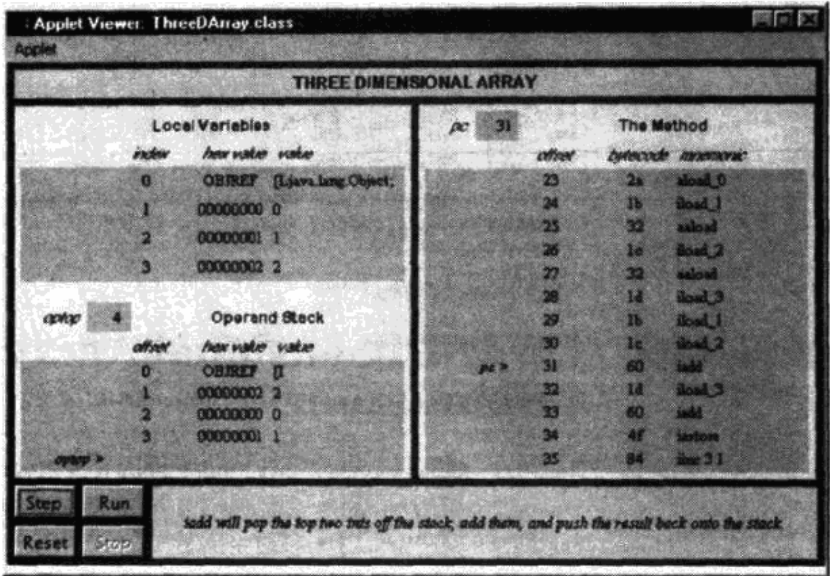 Applet Viewer: ThreeDArray.class
Applet
THREE DIMENSIONAL ARRAY
Local Variables
index hex value value
0 OBJREF [Ljava.lang.Object;
1 00000000 0
2 00000001 1
3 00000002 2
optop 4 Operand Stack
offset hex value value
0 OBJREF [I
1 00000002 2
2 00000000 0
3 00000001 1
optop >
pc 31 The Method
offset bytecode mnemonic
23 2a aload_0
24 1b iload_1
25 32 aaload
26 1c iload_2
27 32 aaload
28 1d iload_3
29 1b iload_1
30 1c iload_2
pc > 31 60 iadd
32 1d iload_3
33 60 iadd
34 4f iastore
35 84 iinc 3 1
Step Run
Reset Stop
iadd will pop the top two ints off the stack, add them, and push the result back onto the stack.